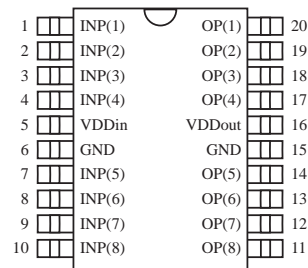 1 INP(1) OP(1) 20
2 INP(2) OP(2) 19
3 INP(3) OP(3) 18
4 INP(4) OP(4) 17
5 VDDin VDDout 16
6 GND GND 15
7 INP(5) OP(5) 14
8 INP(6) OP(6) 13
9 INP(7) OP(7) 12
10 INP(8) OP(8) 11